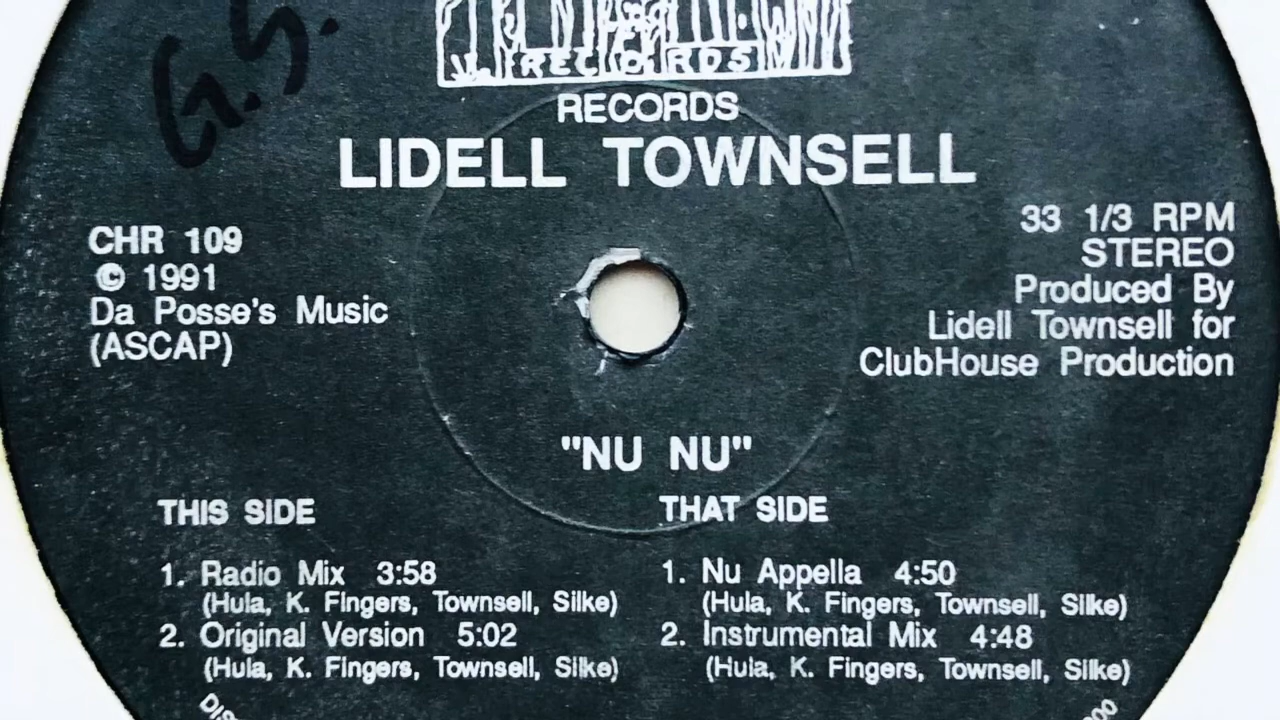 G.S.
RECORDS
RECORDS
LIDELL TOWNSELL
CHR 109
© 1991
Da Posse's Music
(ASCAP)
33 1/3 RPM
STEREO
Produced By
Lidell Townsell for
ClubHouse Production
"NU NU"
THIS SIDE
1. Radio Mix 3:58
(Hula, K. Fingers, Townsell, Silke)
2. Original Version 5:02
(Hula, K. Fingers, Townsell, Silke)
THAT SIDE
1. Nu Appella 4:50
(Hula, K. Fingers, Townsell, Silke)
2. Instrumental Mix 4:48
(Hula, K. Fingers, Townsell, Silke)